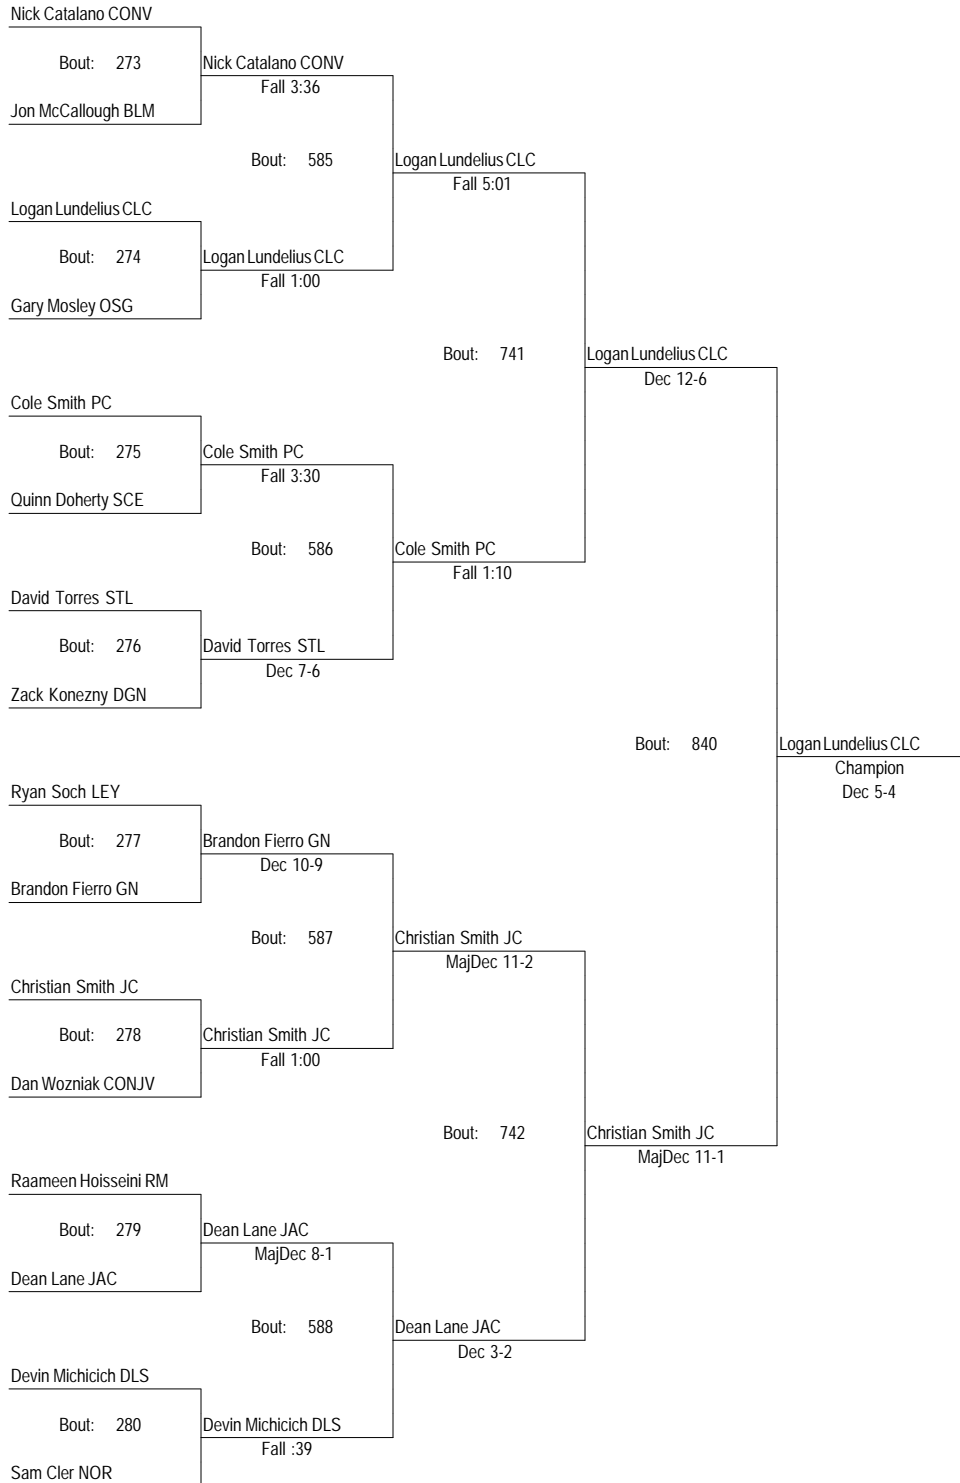 Nick Catalano CONV
Bout: 273
Nick Catalano CONV
Fall 3:36
Jon McCallough BLM
Bout: 585
Logan Lundelius CLC
Fall 5:01
Logan Lundelius CLC
Bout: 274
Logan Lundelius CLC
Fall 1:00
Gary Mosley OSG
Bout: 741
Logan Lundelius CLC
Dec 12-6
Cole Smith PC
Bout: 275
Cole Smith PC
Fall 3:30
Quinn Doherty SCE
Bout: 586
Cole Smith PC
Fall 1:10
David Torres STL
Bout: 276
David Torres STL
Dec 7-6
Zack Konezny DGN
Bout: 840
Logan Lundelius CLC
Champion
Dec 5-4
Ryan Soch LEY
Bout: 277
Brandon Fierro GN
Dec 10-9
Brandon Fierro GN
Bout: 587
Christian Smith JC
MajDec 11-2
Christian Smith JC
Bout: 278
Christian Smith JC
Fall 1:00
Dan Wozniak CONJV
Bout: 742
Christian Smith JC
MajDec 11-1
Raameen Hoisseini RM
Bout: 279
Dean Lane JAC
MajDec 8-1
Dean Lane JAC
Bout: 588
Dean Lane JAC
Dec 3-2
Devin Michicich DLS
Bout: 280
Devin Michicich DLS
Fall :39
Sam Cler NOR